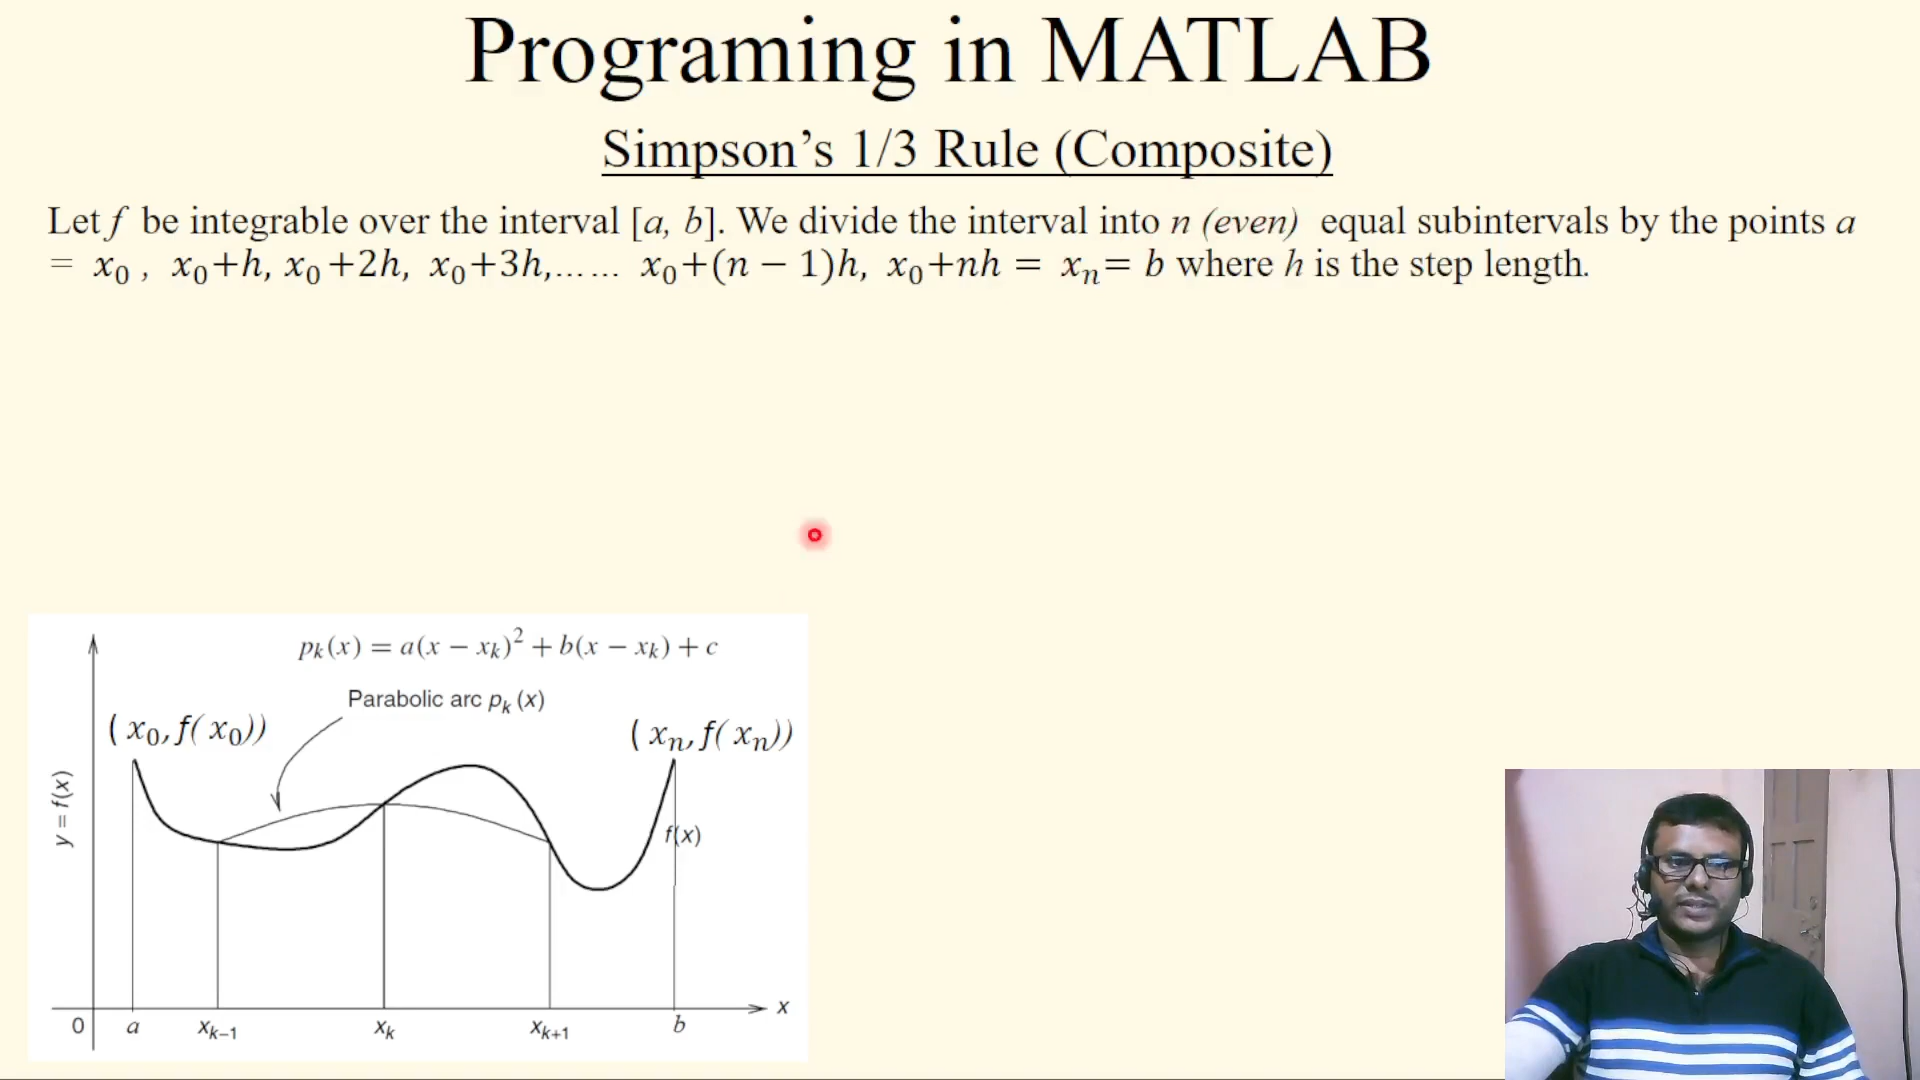 Programing in MATLAB
Simpson’s 1/3 Rule (Composite)
Let f be integrable over the interval [a, b]. We divide the interval into n (even) equal subintervals by the points a
= x₀ , x₀+h, x₀+2h, x₀+3h,…... x₀+(n − 1)h, x₀+nh = xₙ= b where h is the step length.
pₖ(x) = a(x − xₖ)² + b(x − xₖ) + c
Parabolic arc pₖ (x)
( x₀, f( x₀))
( xₙ, f( xₙ))
y = f(x)
f(x)
x
0 a xₖ₋₁ xₖ xₖ₊₁ b